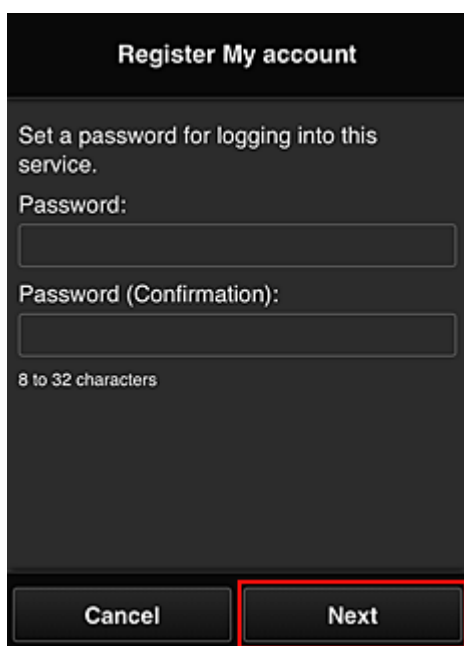 Register My account
Set a password for logging into this
service.
Password:
Password (Confirmation):
8 to 32 characters
Cancel
Next